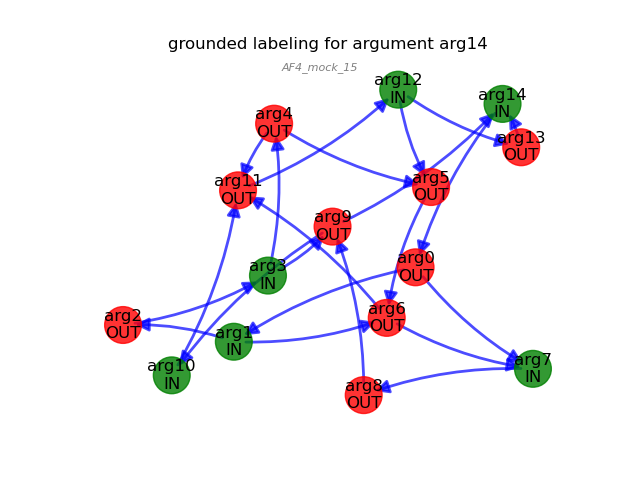 grounded labeling for argument arg14
AF4_mock_15
arg12
IN
arg14
IN
arg4
OUT
arg13
OUT
arg5
OUT
arg11
OUT
arg9
OUT
arg0
OUT
arg3
IN
arg6
OUT
arg2
OUT
arg1
IN
arg10
IN
arg7
IN
arg8
OUT